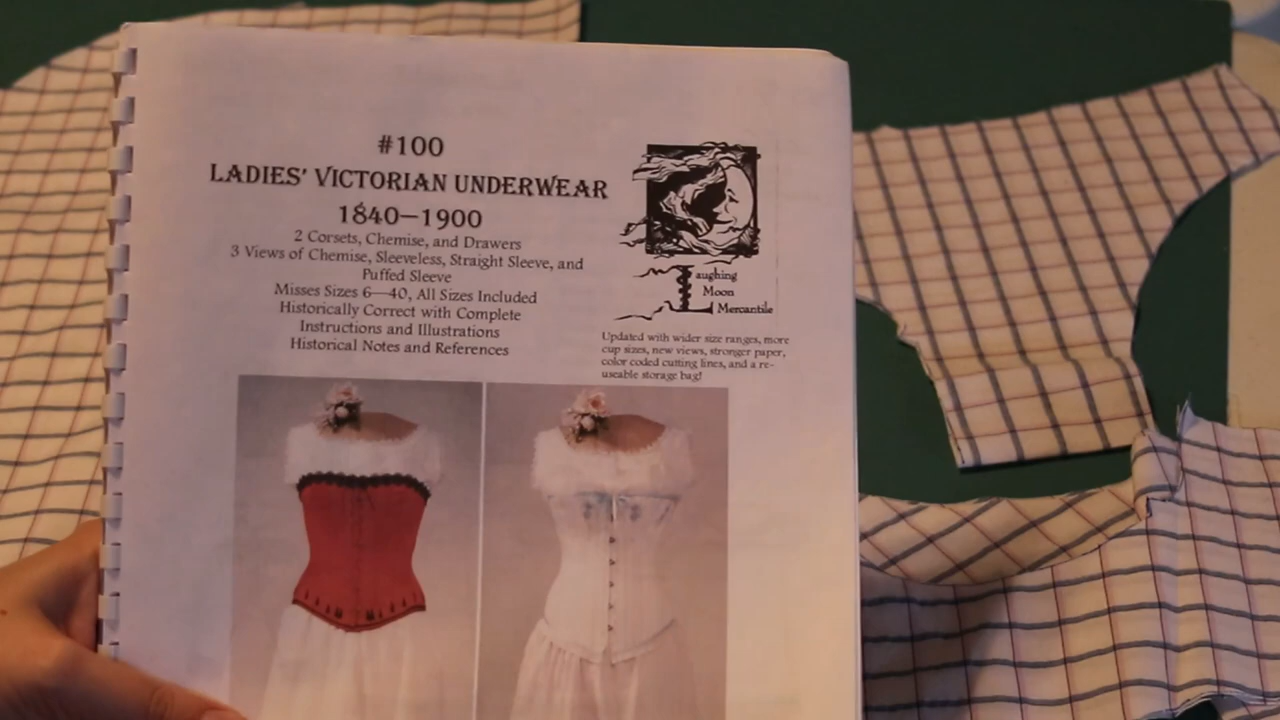 #100
LADIES' VICTORIAN UNDERWEAR
1840—1900
2 Corsets, Chemise, and Drawers
3 Views of Chemise, Sleeveless, Straight Sleeve, and
Puffed Sleeve
Misses Sizes 6—40, All Sizes Included
Historically Correct with Complete
Instructions and Illustrations
Historical Notes and References
Laughing
Moon
Mercantile
Updated with wider size ranges, more
cup sizes, new views, stronger paper,
color coded cutting lines, and a re-
useable storage bag!